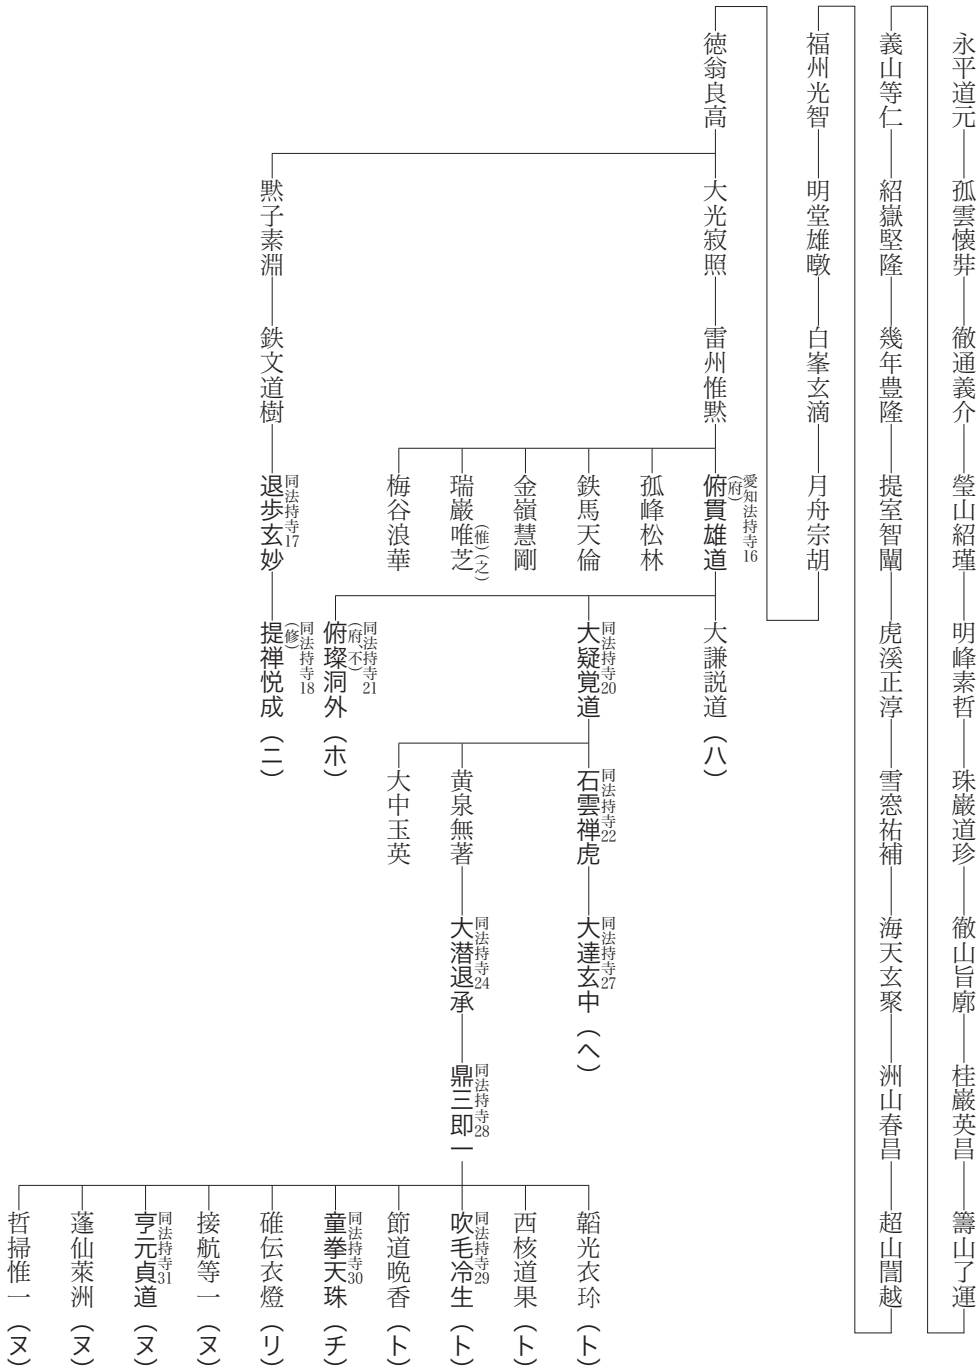 永平道元
孤雲懐弉
徹通義介
瑩山紹瑾
明峰素哲
珠巌道珍
徹山旨廓
桂巌英昌
籌山了運
義山等仁
紹嶽堅隆
幾年豊隆
提室智闡
虎溪正淳
雪窓祐補
海天玄聚
洲山春昌
超山誾越
福州光智
明堂雄暾
白峯玄滴
月舟宗胡
徳翁良高
大光寂照
雷州惟黙
愛知法持寺16
(府)
俯貫雄道
大謙説道(八)
孤峰松林
同法持寺20
大疑覚道
同法持寺22
石雲禅虎
同法持寺27
大達玄中(へ)
韜光衣玠(ト)
鉄馬天倫
金嶺慧剛
西核道果(ト)
(惟)(之)
瑞巌唯芝
黄泉無著
同法持寺24
大潜退承
同法持寺28
鼎三即一
同法持寺29
吹毛冷生(ト)
梅谷浪華
大中玉英
節道晩香(ト)
同法持寺21
(府、不)
俯璨洞外(ホ)
同法持寺30
童拳天珠(チ)
黙子素淵
鉄文道樹
同法持寺17
退歩玄妙
同法持寺18
(修)
提禅悦成(ニ)
碓伝衣燈(リ)
接航等一(ヌ)
同法持寺31
亨元貞道(ヌ)
蓬仙萊洲(ヌ)
哲掃惟一(ヌ)